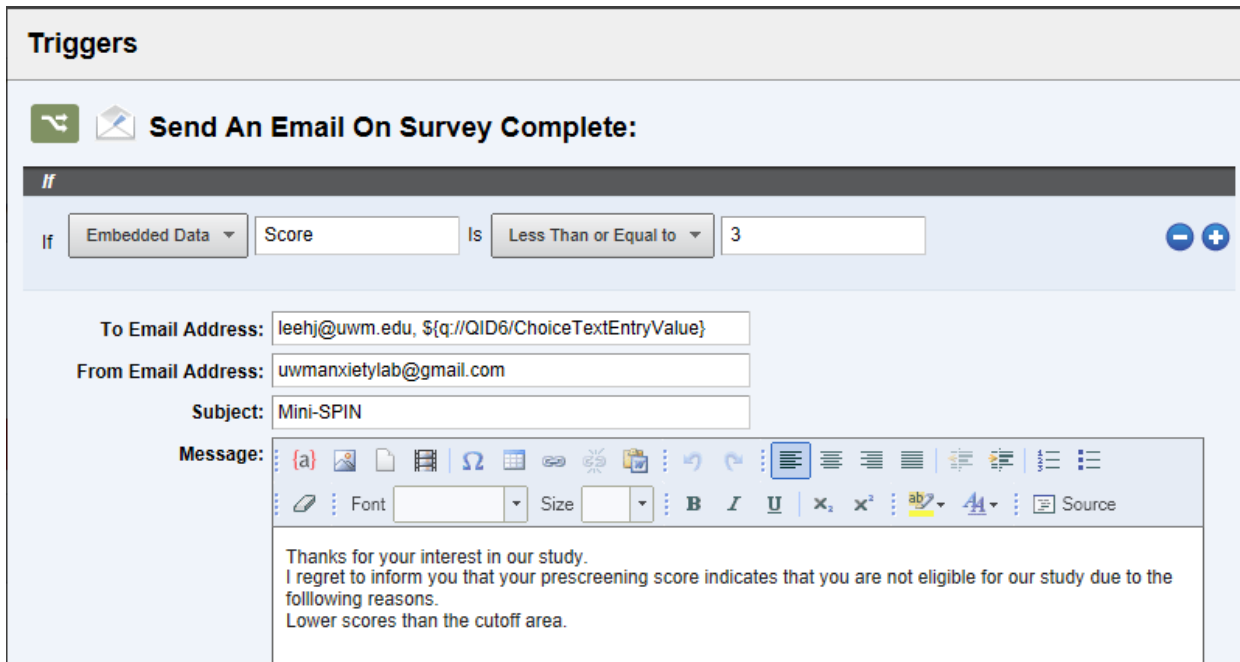 Triggers
Send An Email On Survey Complete:
If
If Embedded Data Score Is Less Than or Equal to 3
To Email Address: leehj@uwm.edu, ${q://QID6/ChoiceTextEntryValue}
From Email Address: uwmanxietylab@gmail.com
Subject: Mini-SPIN
Message: {a} Ω
Font Size B I U x₂ x² ab A Source
Thanks for your interest in our study.
I regret to inform you that your prescreening score indicates that you are not eligible for our study due to the
folllowing reasons.
Lower scores than the cutoff area.